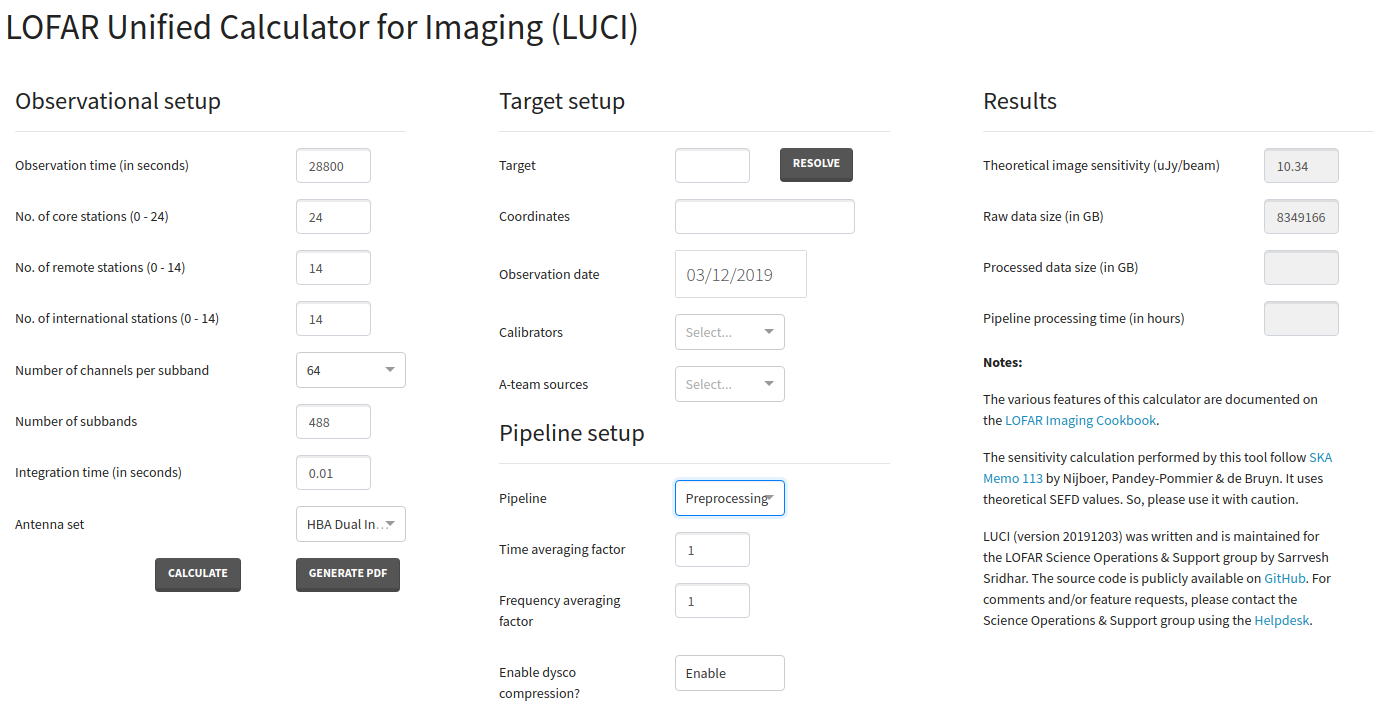 LOFAR Unified Calculator for Imaging (LUCI)
Observational setup
Observation time (in seconds)
28800
No. of core stations (0 - 24)
24
No. of remote stations (0 - 14)
14
No. of international stations (0 - 14)
14
Number of channels per subband
64
Number of subbands
488
Integration time (in seconds)
0.01
Antenna set
HBA Dual In...
CALCULATE
GENERATE PDF
Target setup
Target
RESOLVE
Coordinates
Observation date
03/12/2019
Calibrators
Select...
A-team sources
Select...
Pipeline setup
Pipeline
Preprocessing
Time averaging factor
1
Frequency averaging
factor
1
Enable dysco
compression?
Enable
Results
Theoretical image sensitivity (uJy/beam)
10.34
Raw data size (in GB)
8349166
Processed data size (in GB)
Pipeline processing time (in hours)
Notes:
The various features of this calculator are documented on
the LOFAR Imaging Cookbook.
The sensitivity calculation performed by this tool follow SKA
Memo 113 by Nijboer, Pandey-Pommier & de Bruyn. It uses
theoretical SEFD values. So, please use it with caution.
LUCI (version 20191203) was written and is maintained for
the LOFAR Science Operations & Support group by Sarrvesh
Sridhar. The source code is publicly available on GitHub. For
comments and/or feature requests, please contact the
Science Operations & Support group using the Helpdesk.